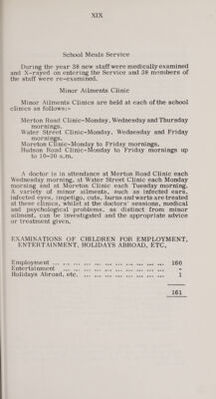 XIX
School Meals Service
During the year 38 new staff were medically examined
and X-rayed on entering the Service and 38 members of
the staff were re-examined.
Minor Ailments Clinic
Minor Ailments Clinics are held at each of the school
clinics as follows:-
Merton Road Clinic-Monday, Wednesday and Thursday
mornings.
Water Street Clinic-Monday, Wednesday and Friday
mornings.
Moreton Clinic-Monday to Friday mornings.
Hudson Road Clinic-Monday to Friday mornings up
to 10-30 a.m.
A doctor is in attendance at Merton Road Clinic each
Wednesday morning, at Water Street Clinic each Monday
morning and at Moreton Clinic each Tuesday morning.
A variety of minor ailments, such as infected ears,
infected eyes, impetigo, cuts, burns and warts are treated
at these clinics, whilst at the doctors' sessions, medical
and psychological problems, as distinct from minor
ailment, can be investigated and the appropriate advice
or treatment given.
EXAMINATIONS OF CHILDREN FOR EMPLOYMENT,
ENTERTAINMENT, HOLIDAYS ABROAD, ETC,
Employment ... ... ... ... ... ... ... ... ... 160
Entertainment ... ... ... ... ... ... ... ... -
Holidays Abroad, etc. ... ... ... ... ... ... 1
161